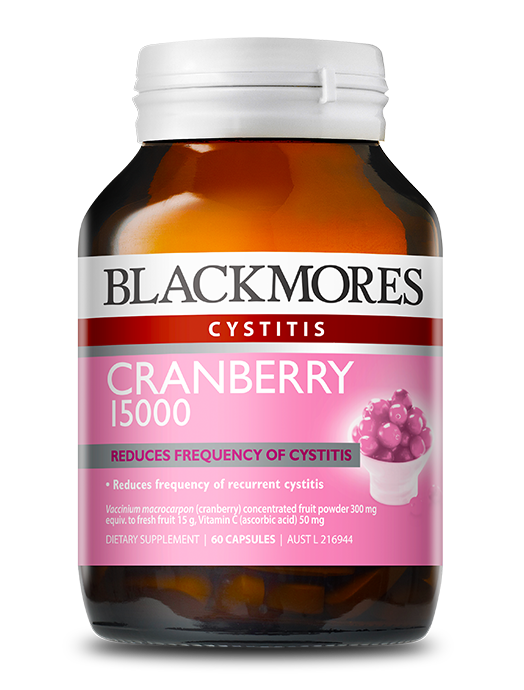 BLACKMORES
CYSTITIS
CRANBERRY
15000
REDUCES FREQUENCY OF CYSTITIS
• Reduces frequency of recurrent cystitis
Vaccinium macrocarpon (cranberry) concentrated fruit powder 300 mg
equiv. to fresh fruit 15 g, Vitamin C (ascorbic acid) 50 mg
DIETARY SUPPLEMENT | 60 CAPSULES | AUST L 216944